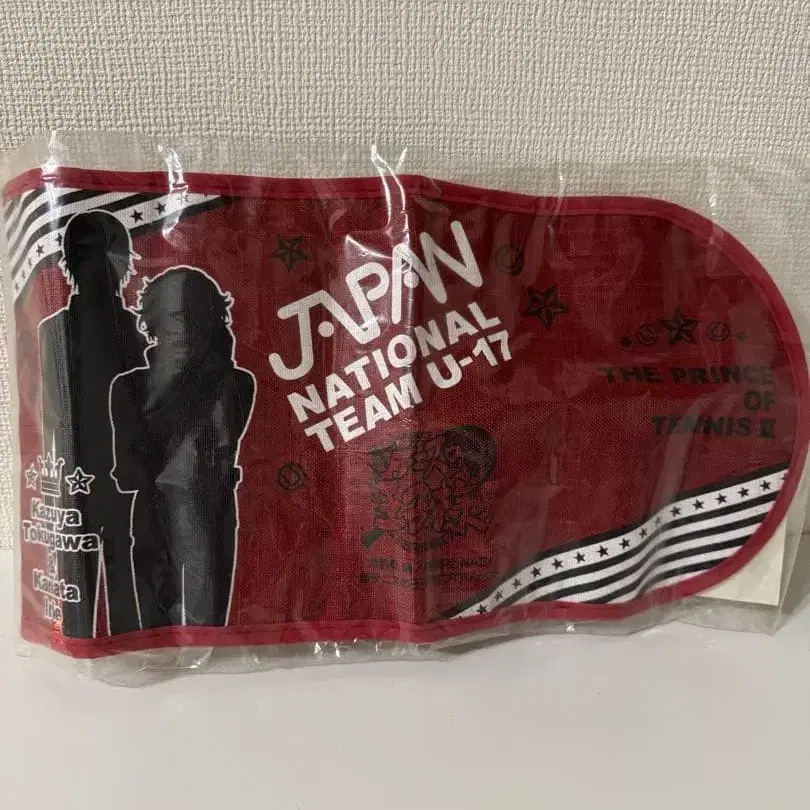 JAPAN
NATIONAL
TEAM U-17
THE PRINCE
OF
TENNIS II
Kazuya
Tokugawa
&
Kanata
Irie